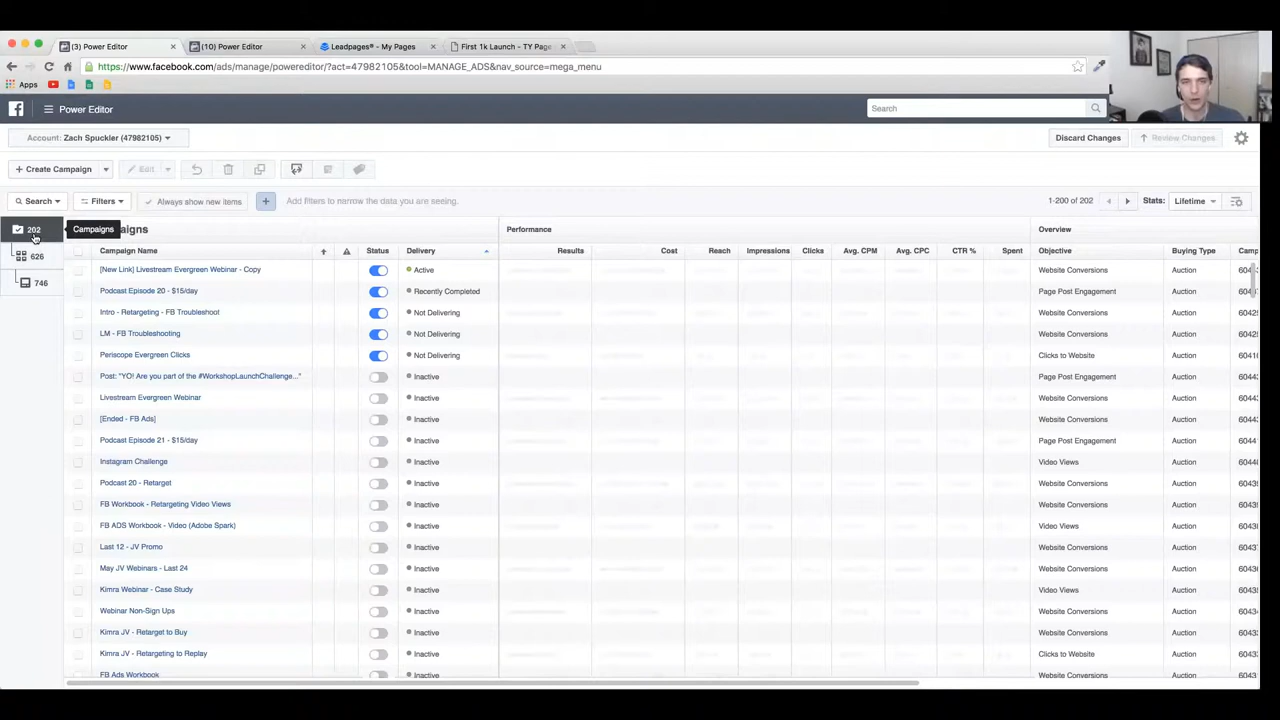 (3) Power Editor
(10) Power Editor
Leadpages® - My Pages
First 1k Launch - TY Page
https://www.facebook.com/ads/manage/powereditor/?act=47982105&tool=MANAGE_ADS&nav_source=mega_menu
Apps
Power Editor
Search
Account: Zach Spuckler (47982105)
Discard Changes
Review Changes
+ Create Campaign
Edit
Search
Filters
Always show new items
+
Add filters to narrow the data you are seeing.
1-200 of 202
Stats:
Lifetime
202
Campaigns
626
746
Performance
Overview
Campaign Name
Status
Delivery
Results
Cost
Reach
Impressions
Clicks
Avg. CPM
Avg. CPC
CTR %
Spent
Objective
Buying Type
[New Link] Livestream Evergreen Webinar - Copy
Active
Website Conversions
Auction
Podcast Episode 20 - $15/day
Recently Completed
Page Post Engagement
Auction
Intro - Retargeting - FB Troubleshoot
Not Delivering
Website Conversions
Auction
LM - FB Troubleshooting
Not Delivering
Website Conversions
Auction
Periscope Evergreen Clicks
Not Delivering
Clicks to Website
Auction
Post: "YO! Are you part of the #WorkshopLaunchChallenge..."
Inactive
Page Post Engagement
Auction
Livestream Evergreen Webinar
Inactive
Website Conversions
Auction
[Ended - FB Ads]
Inactive
Website Conversions
Auction
Podcast Episode 21 - $15/day
Inactive
Page Post Engagement
Auction
Instagram Challenge
Inactive
Video Views
Auction
Podcast 20 - Retarget
Inactive
Website Conversions
Auction
FB Workbook - Retargeting Video Views
Inactive
Website Conversions
Auction
FB ADS Workbook - Video (Adobe Spark)
Inactive
Video Views
Auction
Last 12 - JV Promo
Inactive
Website Conversions
Auction
May JV Webinars - Last 24
Inactive
Website Conversions
Auction
Kimra Webinar - Case Study
Inactive
Video Views
Auction
Webinar Non-Sign Ups
Inactive
Website Conversions
Auction
Kimra JV - Retarget to Buy
Inactive
Website Conversions
Auction
Kimra JV - Retargeting to Replay
Inactive
Clicks to Website
Auction
FB Ads Workbook
Inactive
Website Conversions
Auction